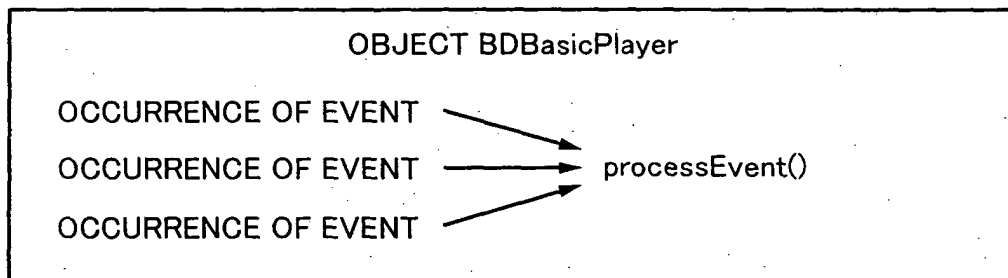 OBJECT BDBasicPlayer
OCCURRENCE OF EVENT
OCCURRENCE OF EVENT processEvent()
OCCURRENCE OF EVENT